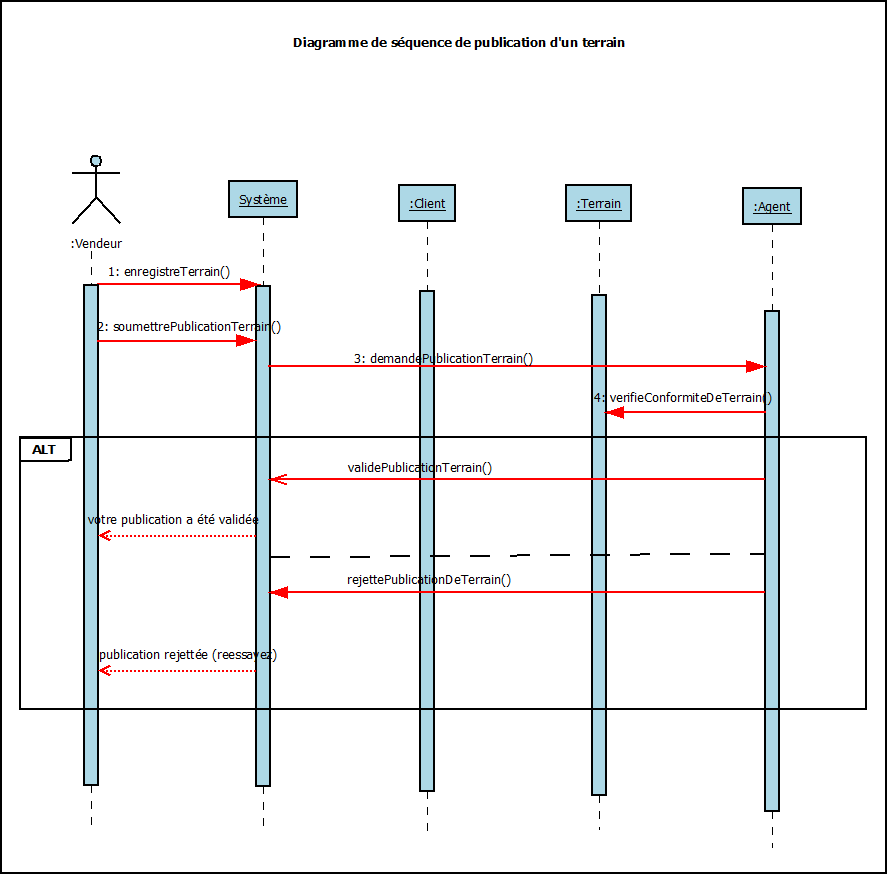 Diagramme de séquence de publication d'un terrain
:Vendeur
Système
:Client
:Terrain
:Agent
1: enregistreTerrain()
2: soumettrePublicationTerrain()
3: demandePublicationTerrain()
4: verifieConformiteDeTerrain()
ALT
validePublicationTerrain()
votre publication a été validée
rejettePublicationDeTerrain()
publication rejettée (reessayez)